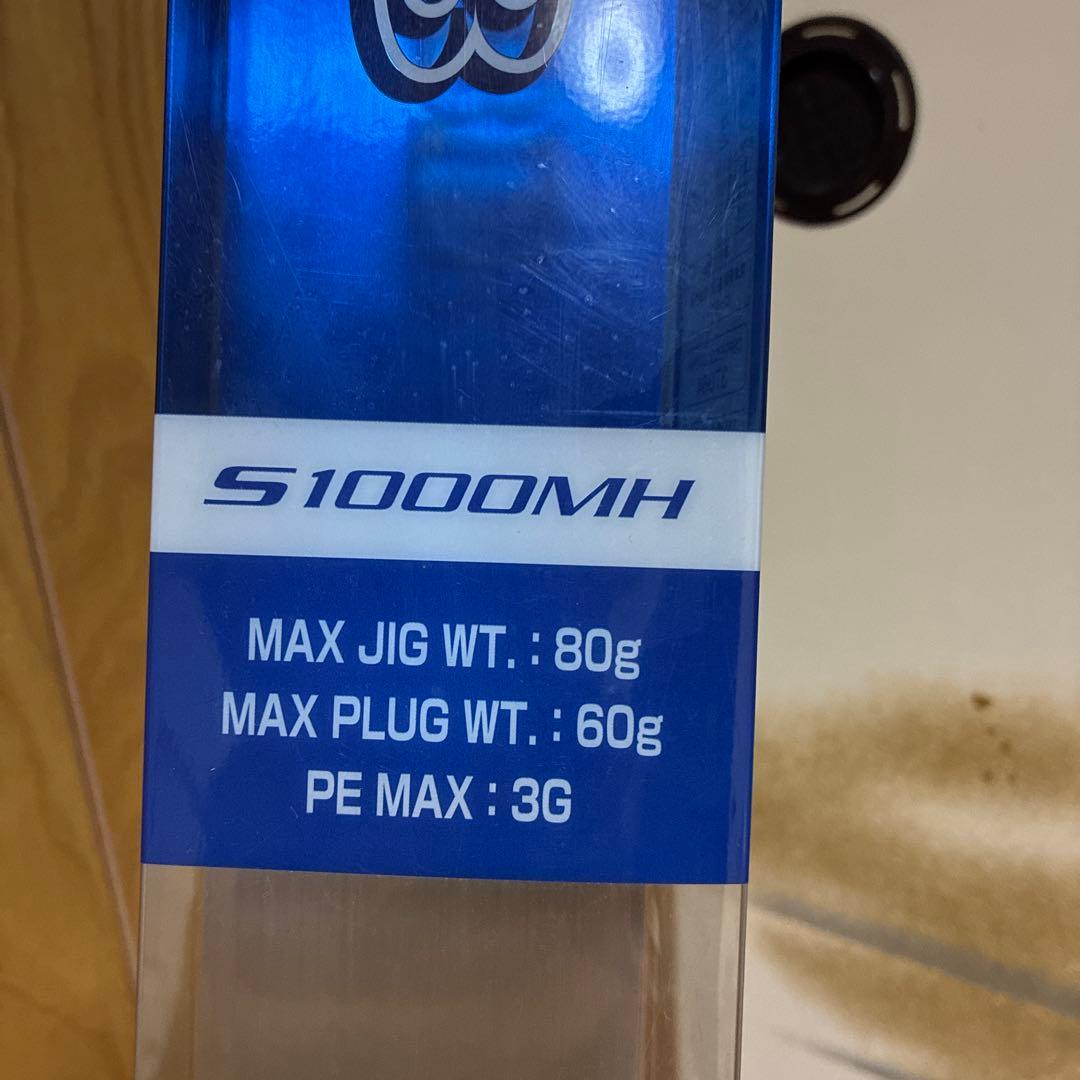 S1000MH
MAX JIG WT. : 80g
MAX PLUG WT. : 60g
PE MAX : 3G